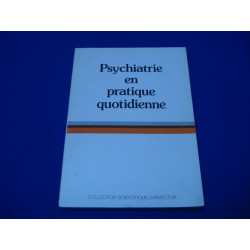 Psychiatrie
en
pratique
quotidienne
COLLECTION SCIENTIFIQUE SURVECTOR